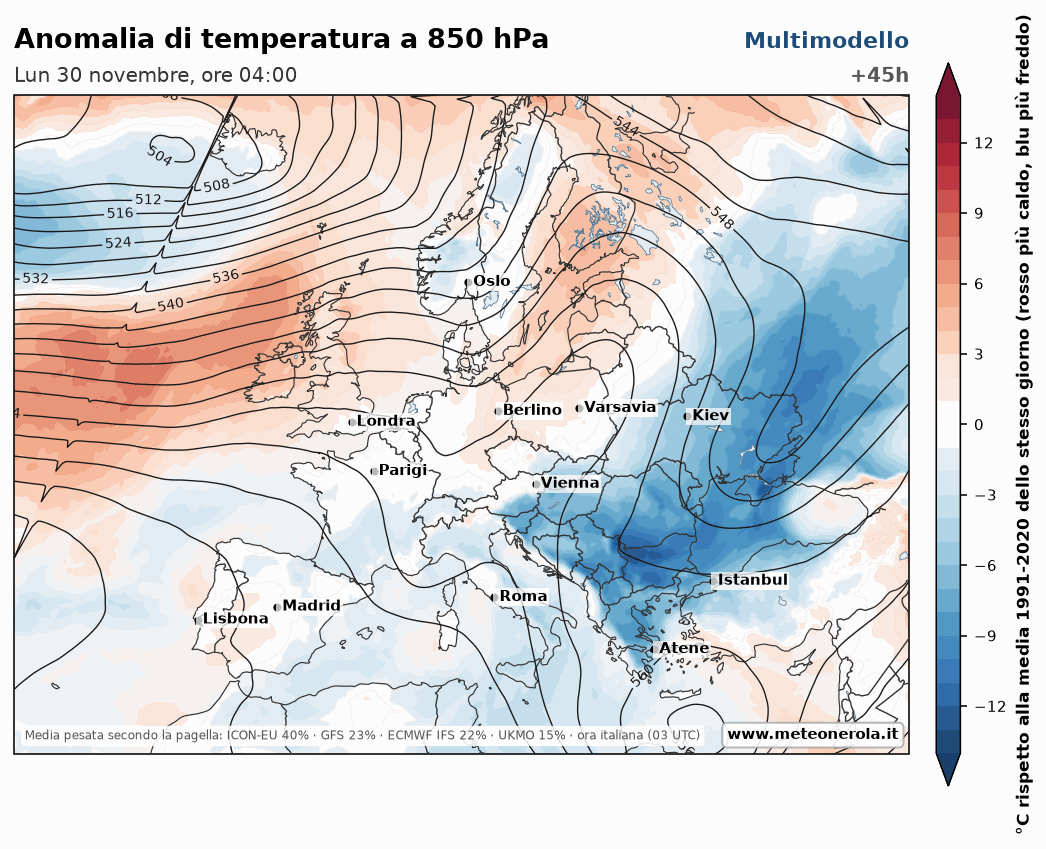 Anomalia di temperatura a 850 hPa
Multimodello
Lun 30 novembre, ore 04:00
+45h
504
508
512
516
524
532
536
540
544
548
560
Oslo
Berlino
Varsavia
Londra
Kiev
Parigi
Vienna
Istanbul
Roma
Madrid
Lisbona
Atene
Media pesata secondo la pagella: ICON-EU 40% · GFS 23% · ECMWF IFS 22% · UKMO 15% · ora italiana (03 UTC)
www.meteonerola.it
12
9
6
3
0
−3
−6
−9
−12
°C rispetto alla media 1991-2020 dello stesso giorno (rosso più caldo, blu più freddo)